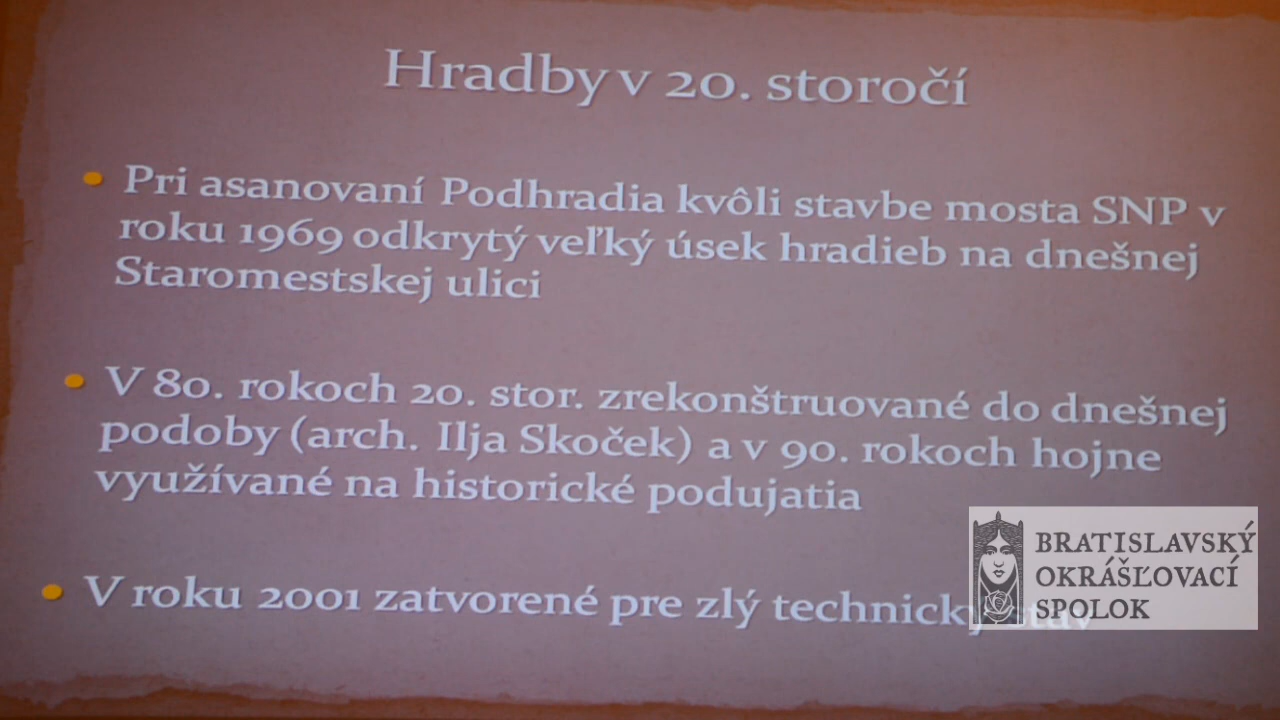 Hradby v 20. storočí
Pri asanovaní Podhradia kvôli stavbe mosta SNP v
roku 1969 odkrytý veľký úsek hradieb na dnešnej
Staromestskej ulici
V 80. rokoch 20. stor. zrekonštruované do dnešnej
podoby (arch. Ilja Skoček) a v 90. rokoch hojne
využívané na historické podujatia
V roku 2001 zatvorené pre zlý technický stav
BRATISLAVSKÝ
OKRÁŠĽOVACÍ
SPOLOK